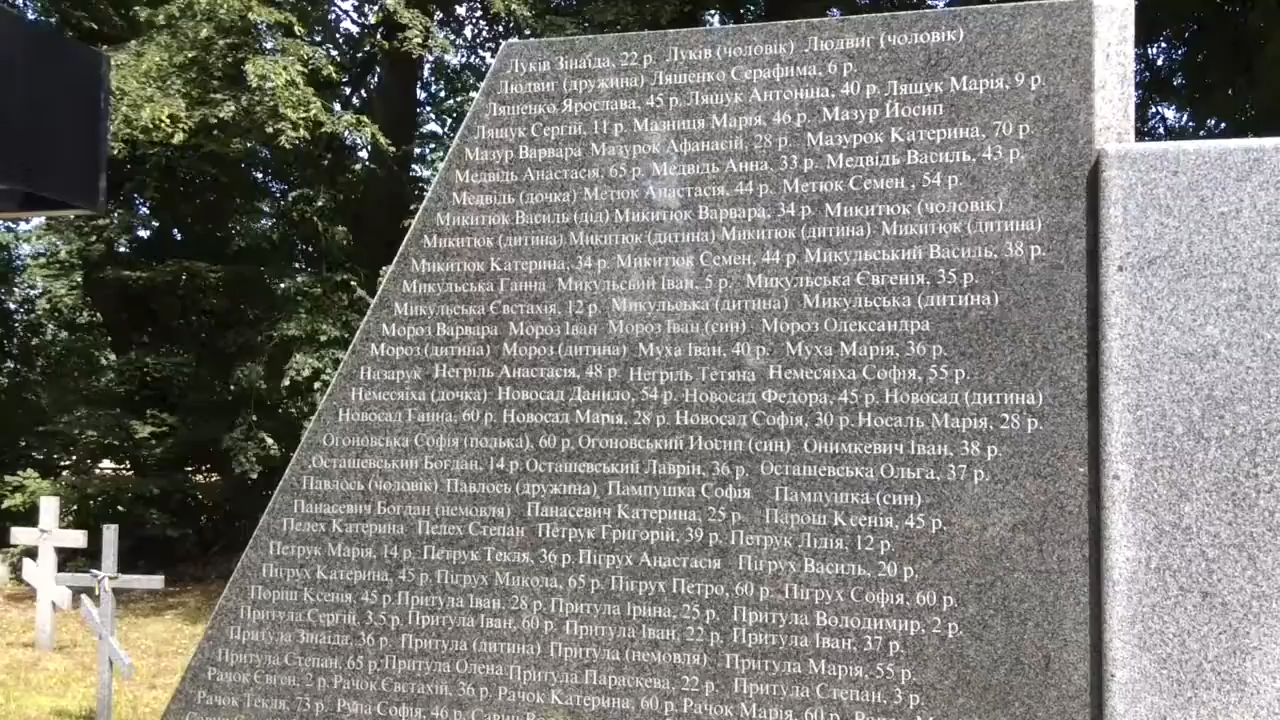 Луків Зінаїда, 22 р. Луків (чоловік) Людвиг (чоловік)
Людвиг (дружина) Ляшенко Серафима, 6 р.
Ляшенко Ярослава, 45 р. Ляшук Антоніна, 40 р. Ляшук Марія, 9 р.
Ляшук Сергій, 11 р. Мазниця Марія, 46 р. Мазур Йосип
Мазур Варвара Мазурок Афанасій, 28 р. Мазурок Катерина, 70 р.
Медвідь Анастасія, 65 р. Медвідь Анна, 33 р. Медвідь Василь, 43 р.
Медвідь (дочка) Метюк Анастасія, 44 р. Метюк Семен , 54 р.
Микитюк Василь (дід) Микитюк Варвара, 34 р. Микитюк (чоловік)
Микитюк (дитина) Микитюк (дитина) Микитюк (дитина) Микитюк (дитина)
Микитюк Катерина, 34 р. Микитюк Семен, 44 р. Микульський Василь, 38 р.
Микульська Ганна Микульсьий Іван, 5 р. Микульська Євгенія, 35 р.
Микульська Євстахія, 12 р. Микульська (дитина) Микульська (дитина)
Мороз Варвара Мороз Іван Мороз Іван (син) Мороз Олександра
Мороз (дитина) Мороз (дитина) Муха Іван, 40 р. Муха Марія, 36 р.
Назарук Негріль Анастасія, 48 р. Негріль Тетяна Немесяїха Софія, 55 р.
Немесяїха (дочка) Новосад Данило, 54 р. Новосад Федора, 45 р. Новосад (дитина)
Новосад Ганна, 60 р. Новосад Марія, 28 р. Новосад Софія, 30 р. Носаль Марія, 28 р.
Огоновська Софія (полька), 60 р. Огоновський Йосип (син) Онимкевич Іван, 38 р.
Осташевський Богдан, 14 р. Осташевський Лаврін, 36 р. Осташевська Ольга, 37 р.
Павлось (чоловік) Павлось (дружина) Пампушка Софія Пампушка (син)
Панасевич Богдан (немовля) Панасевич Катерина, 25 р. Парош Ксенія, 45 р.
Пелех Катерина Пелех Степан Петрук Григорій, 39 р. Петрук Лідія, 12 р.
Петрук Марія, 14 р. Петрук Текля, 36 р. Пігрух Анастасія Пігрух Василь, 20 р.
Пігрух Катерина, 45 р. Пігрух Микола, 65 р. Пігрух Петро, 60 р. Пігрух Софія, 60 р.
Поріш Ксенія, 45 р. Притула Іван, 28 р. Притула Ірина, 25 р. Притула Володимир, 2 р.
Притула Сергій, 3,5 р. Притула Іван, 60 р. Притула Іван, 22 р. Притула Іван, 37 р.
Притула Зінаїда, 36 р. Притула (дитина) Притула (немовля) Притула Марія, 55 р.
Притула Степан, 65 р. Притула Олена Притула Параскева, 22 р. Притула Степан, 3 р.
Рачок Євген, 2 р. Рачок Євстахій, 36 р. Рачок Катерина, 60 р. Рачок Марія, 60 р.
Рачок Текля, 73 р. Рупа Софія, 46 р. Савич